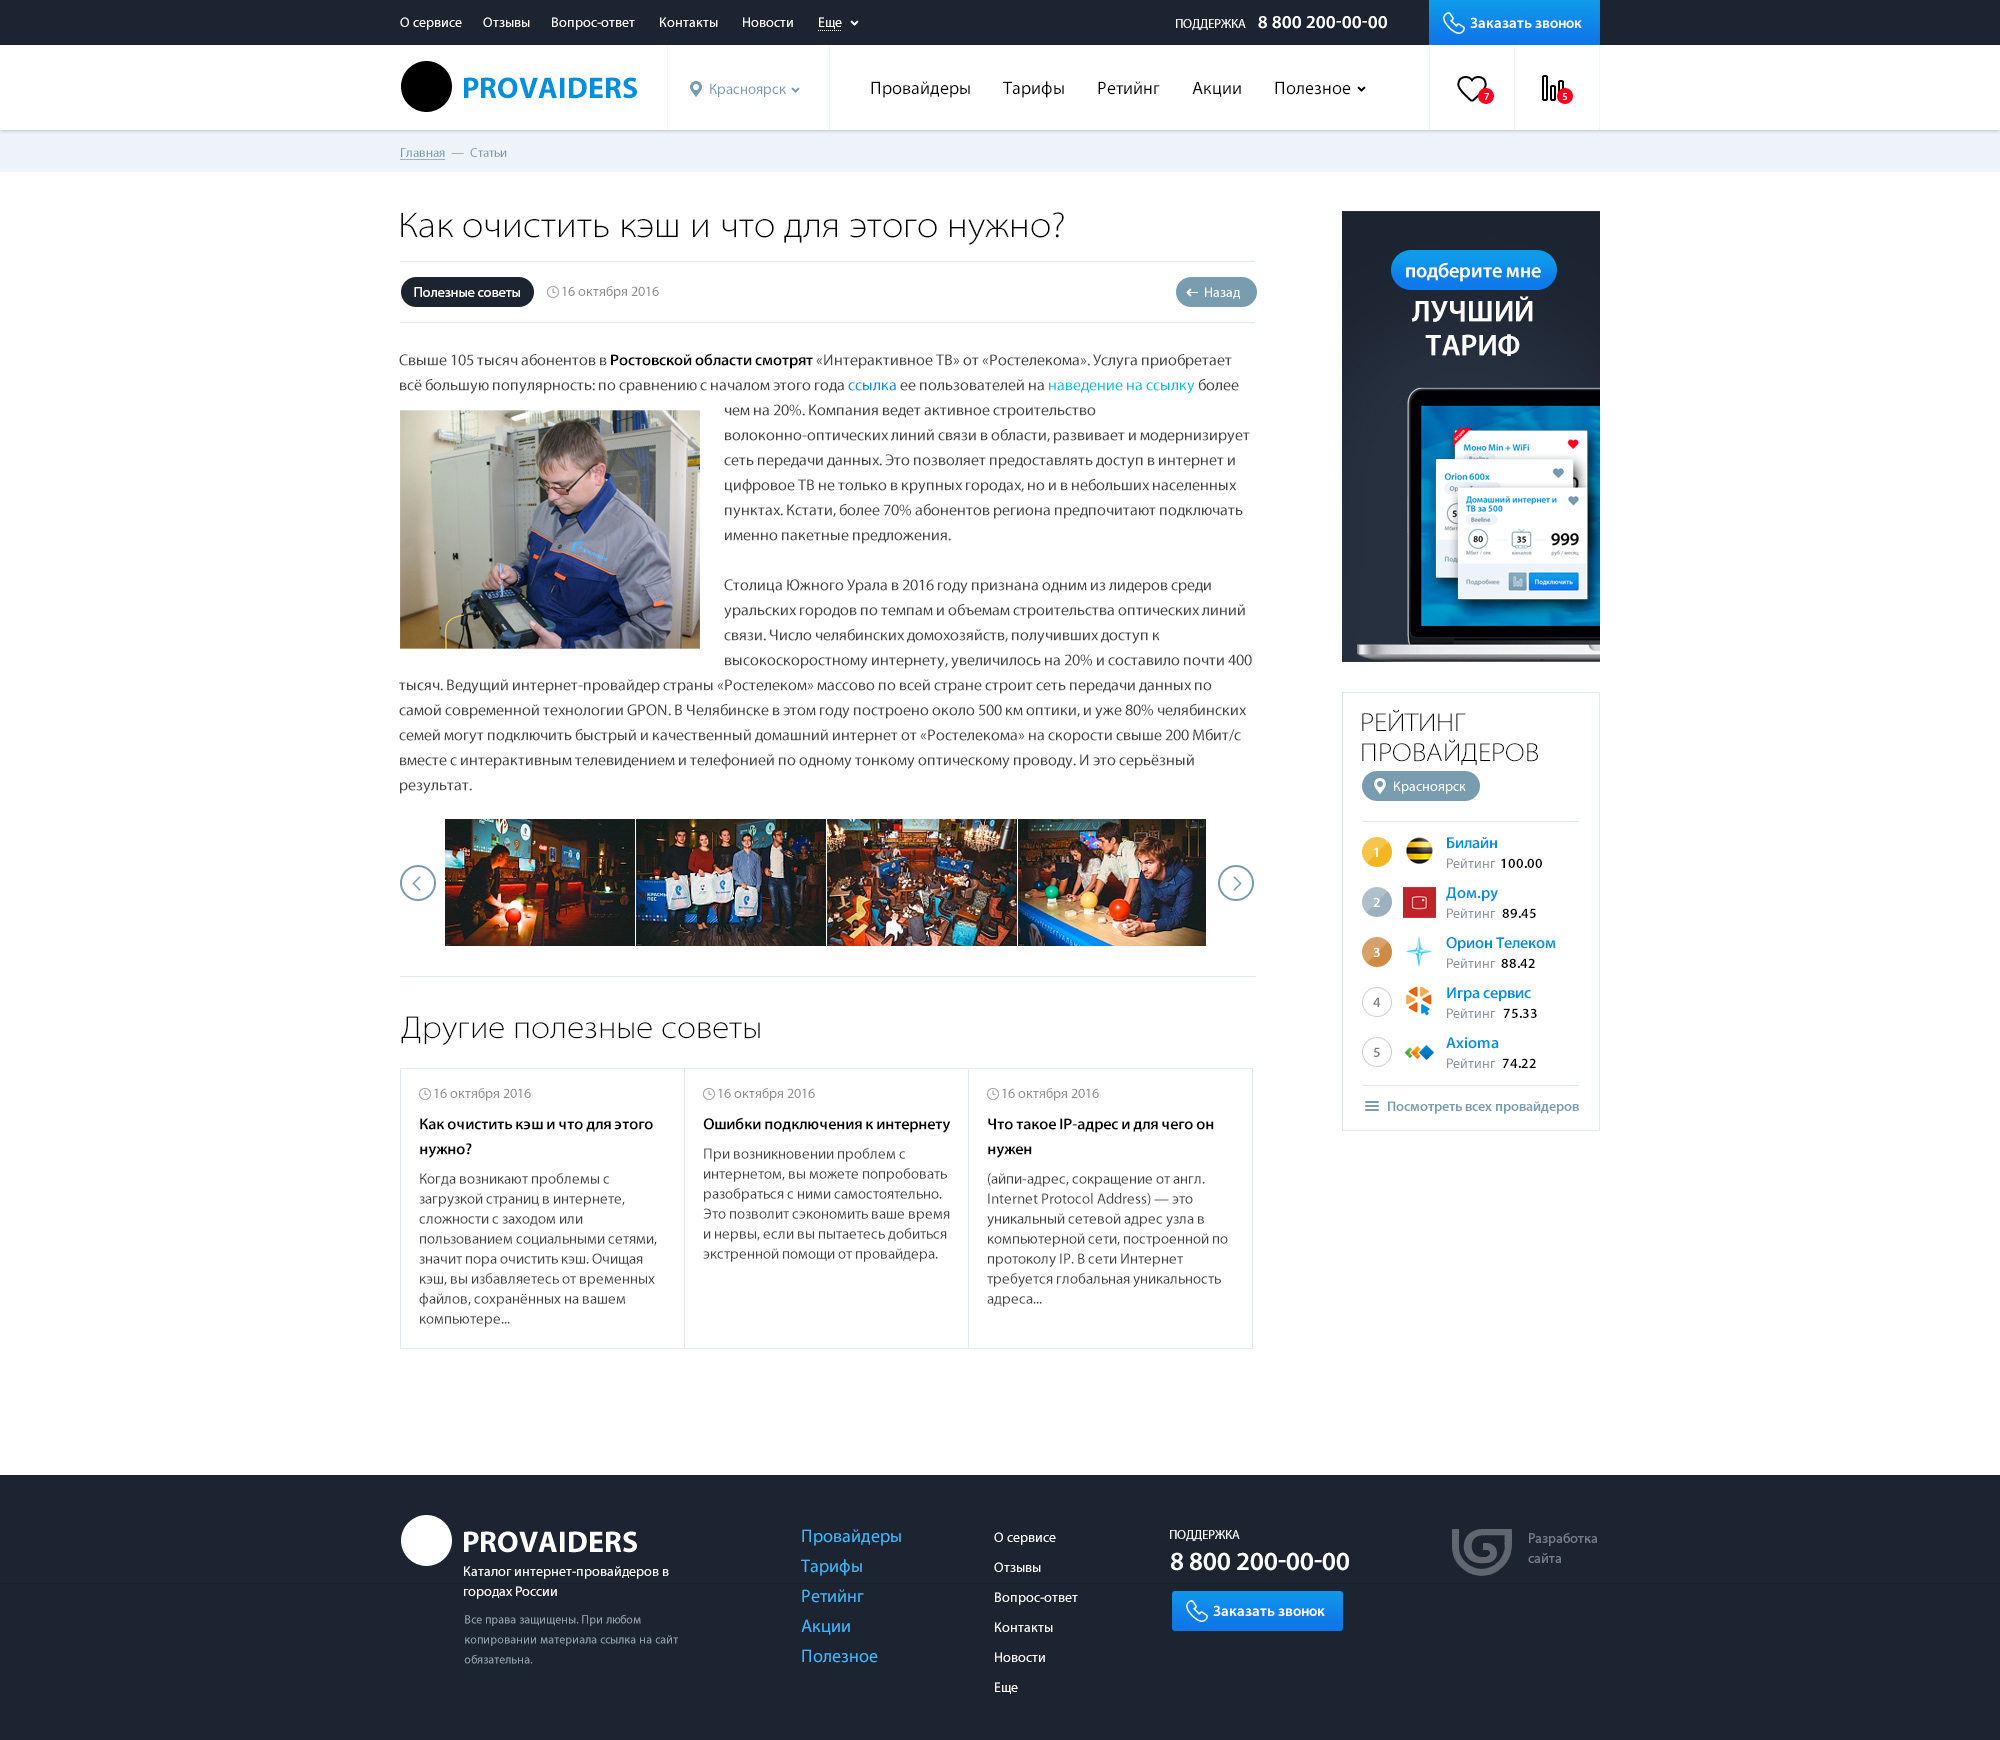 О сервисе Отзывы Вопрос-ответ Контакты Новости Еще ПОДДЕРЖКА 8 800 200-00-00 Заказать звонок
PROVAIDERS Красноярск Провайдеры Тарифы Ретийнг Акции Полезное 7 5
Главная — Статьи
Как очистить кэш и что для этого нужно?
Полезные советы 16 октября 2016 Назад
Свыше 105 тысяч абонентов в Ростовской области смотрят «Интерактивное ТВ» от «Ростелекома». Услуга приобретает
всё большую популярность: по сравнению с началом этого года ссылка ее пользователей на наведение на ссылку более
чем на 20%. Компания ведет активное строительство
волоконно-оптических линий связи в области, развивает и модернизирует
сеть передачи данных. Это позволяет предоставлять доступ в интернет и
цифровое ТВ не только в крупных городах, но и в небольших населенных
пунктах. Кстати, более 70% абонентов региона предпочитают подключать
именно пакетные предложения.
Столица Южного Урала в 2016 году признана одним из лидеров среди
уральских городов по темпам и объемам строительства оптических линий
связи. Число челябинских домохозяйств, получивших доступ к
высокоскоростному интернету, увеличилось на 20% и составило почти 400
тысяч. Ведущий интернет-провайдер страны «Ростелеком» массово по всей стране строит сеть передачи данных по
самой современной технологии GPON. В Челябинске в этом году построено около 500 км оптики, и уже 80% челябинских
семей могут подключить быстрый и качественный домашний интернет от «Ростелекома» на скорости свыше 200 Мбит/с
вместе с интерактивным телевидением и телефонией по одному тонкому оптическому проводу. И это серьёзный
результат.
Другие полезные советы
16 октября 2016
Как очистить кэш и что для этого
нужно?
Когда возникают проблемы с
загрузкой страниц в интернете,
сложности с заходом или
пользованием социальными сетями,
значит пора очистить кэш. Очищая
кэш, вы избавляетесь от временных
файлов, сохранённых на вашем
компьютере...
16 октября 2016
Ошибки подключения к интернету
При возникновении проблем с
интернетом, вы можете попробовать
разобраться с ними самостоятельно.
Это позволит сэкономить ваше время
и нервы, если вы пытаетесь добиться
экстренной помощи от провайдера.
16 октября 2016
Что такое IP-адрес и для чего он
нужен
(айпи-адрес, сокращение от англ.
Internet Protocol Address) — это
уникальный сетевой адрес узла в
компьютерной сети, построенной по
протоколу IP. В сети Интернет
требуется глобальная уникальность
адреса...
подберите мне
ЛУЧШИЙ
ТАРИФ
Моно Min + WiFi
Orion 600x
Домашний интернет и
ТВ за 500
Beeline
80 35 999
Мбит / сек каналов руб / месяц
Подробнее Подключить
РЕЙТИНГ
ПРОВАЙДЕРОВ
Красноярск
1 Билайн
Рейтинг 100.00
2 Дом.ру
Рейтинг 89.45
3 Орион Телеком
Рейтинг 88.42
4 Игра сервис
Рейтинг 75.33
5 Axioma
Рейтинг 74.22
Посмотреть всех провайдеров
PROVAIDERS
Каталог интернет-провайдеров в
городах России
Все права защищены. При любом
копировании материала ссылка на сайт
обязательна.
Провайдеры
Тарифы
Ретийнг
Акции
Полезное
О сервисе
Отзывы
Вопрос-ответ
Контакты
Новости
Еще
ПОДДЕРЖКА
8 800 200-00-00
Заказать звонок
Разработка
сайта